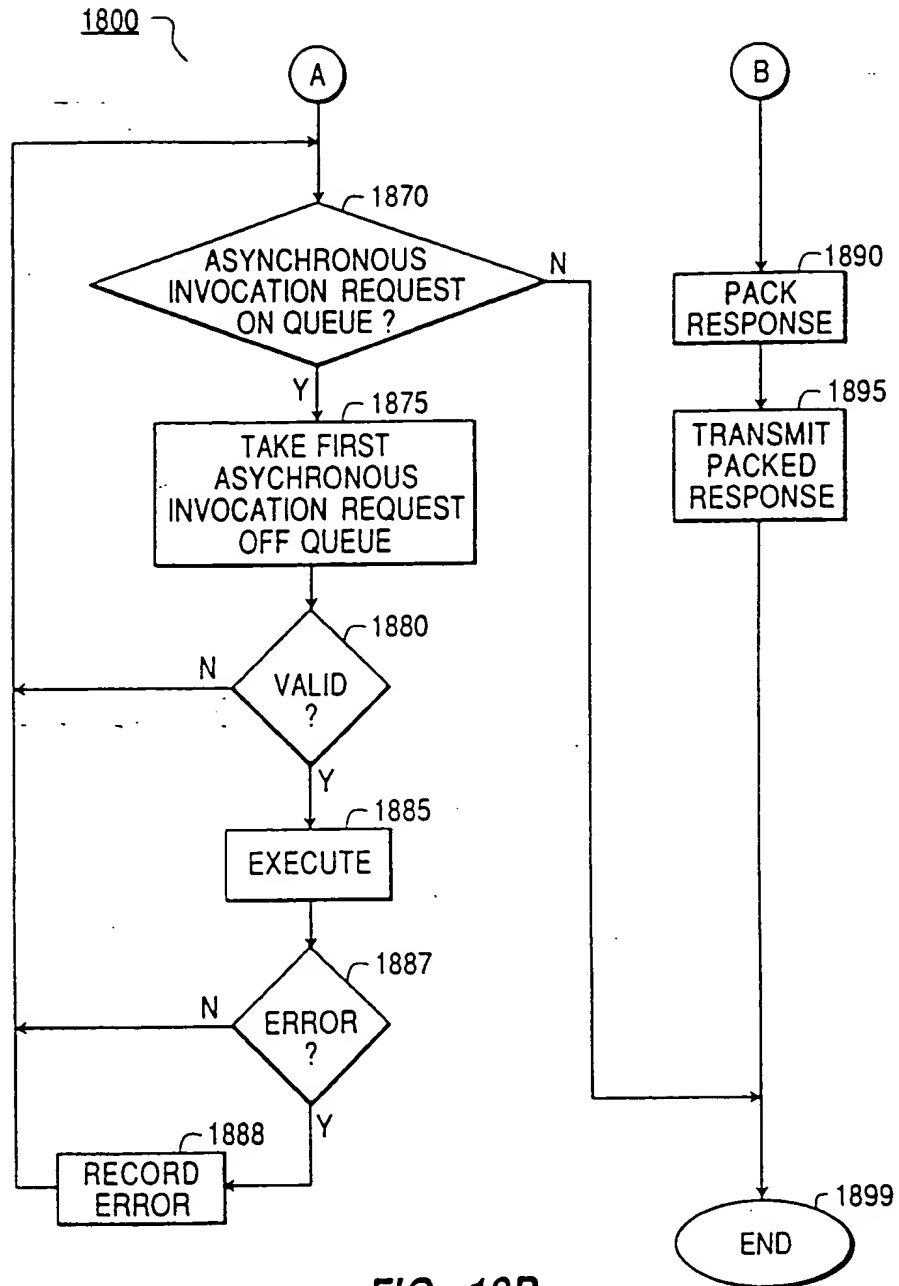 1800
A
B
1870
ASYNCHRONOUS
INVOCATION REQUEST
ON QUEUE ?
N
Y
1875
TAKE FIRST
ASYCHRONOUS
INVOCATION REQUEST
OFF QUEUE
1880
VALID
?
N
Y
1885
EXECUTE
1887
ERROR
?
N
Y
1888
RECORD
ERROR
1890
PACK
RESPONSE
1895
TRANSMIT
PACKED
RESPONSE
1899
END